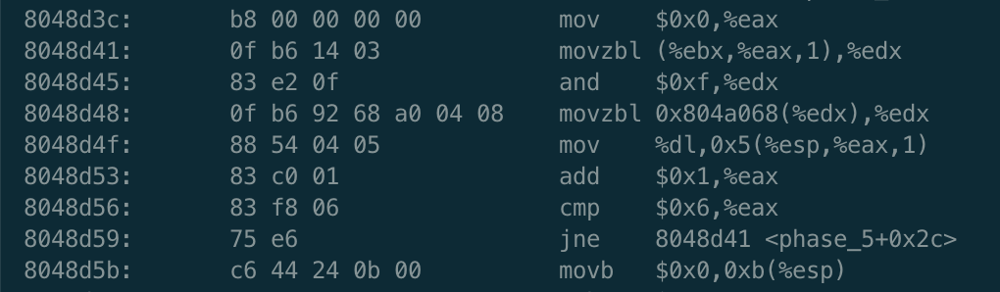 8048d3c: b8 00 00 00 00 mov $0x0,%eax
8048d41: 0f b6 14 03 movzbl (%ebx,%eax,1),%edx
8048d45: 83 e2 0f and $0xf,%edx
8048d48: 0f b6 92 68 a0 04 08 movzbl 0x804a068(%edx),%edx
8048d4f: 88 54 04 05 mov %dl,0x5(%esp,%eax,1)
8048d53: 83 c0 01 add $0x1,%eax
8048d56: 83 f8 06 cmp $0x6,%eax
8048d59: 75 e6 jne 8048d41 <phase_5+0x2c>
8048d5b: c6 44 24 0b 00 movb $0x0,0xb(%esp)